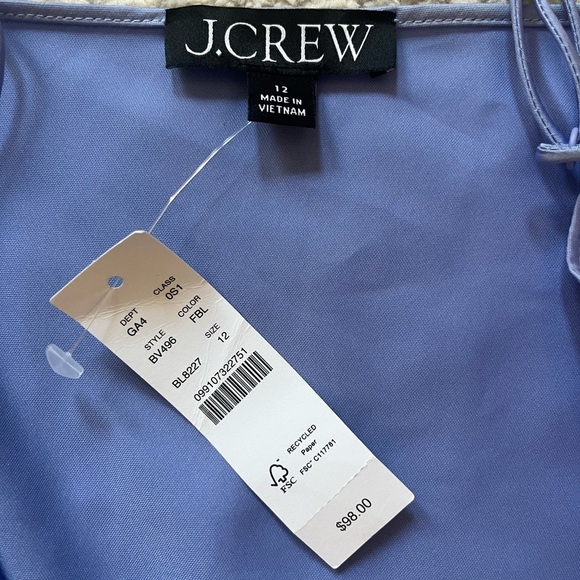 J.CREW
12
MADE IN
VIETNAM
DEPT CLASS
GA4 0S1
STYLE COLOR
BV496 FBL
SIZE
BL8227 12
099107322751
RECYCLED
Paper
FSC™ C117781
FSC
$98.00